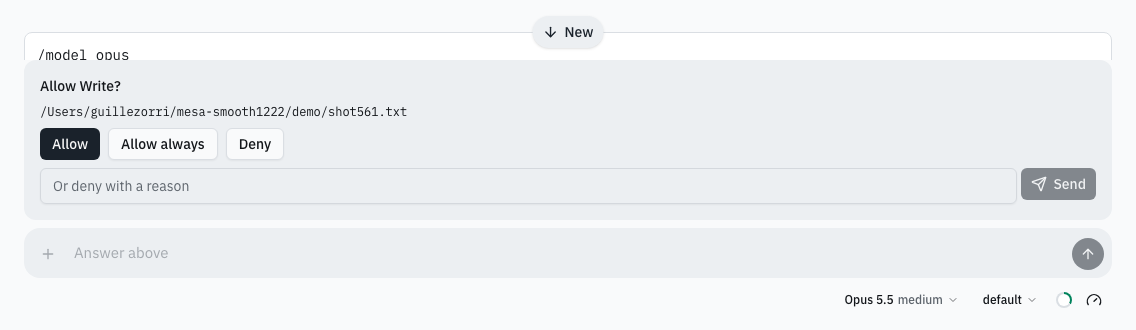 New
/model opus
Allow Write?
/Users/guillezorri/mesa-smooth1222/demo/shot561.txt
Allow Allow always Deny
Or deny with a reason Send
Answer above
Opus 5.5 medium default